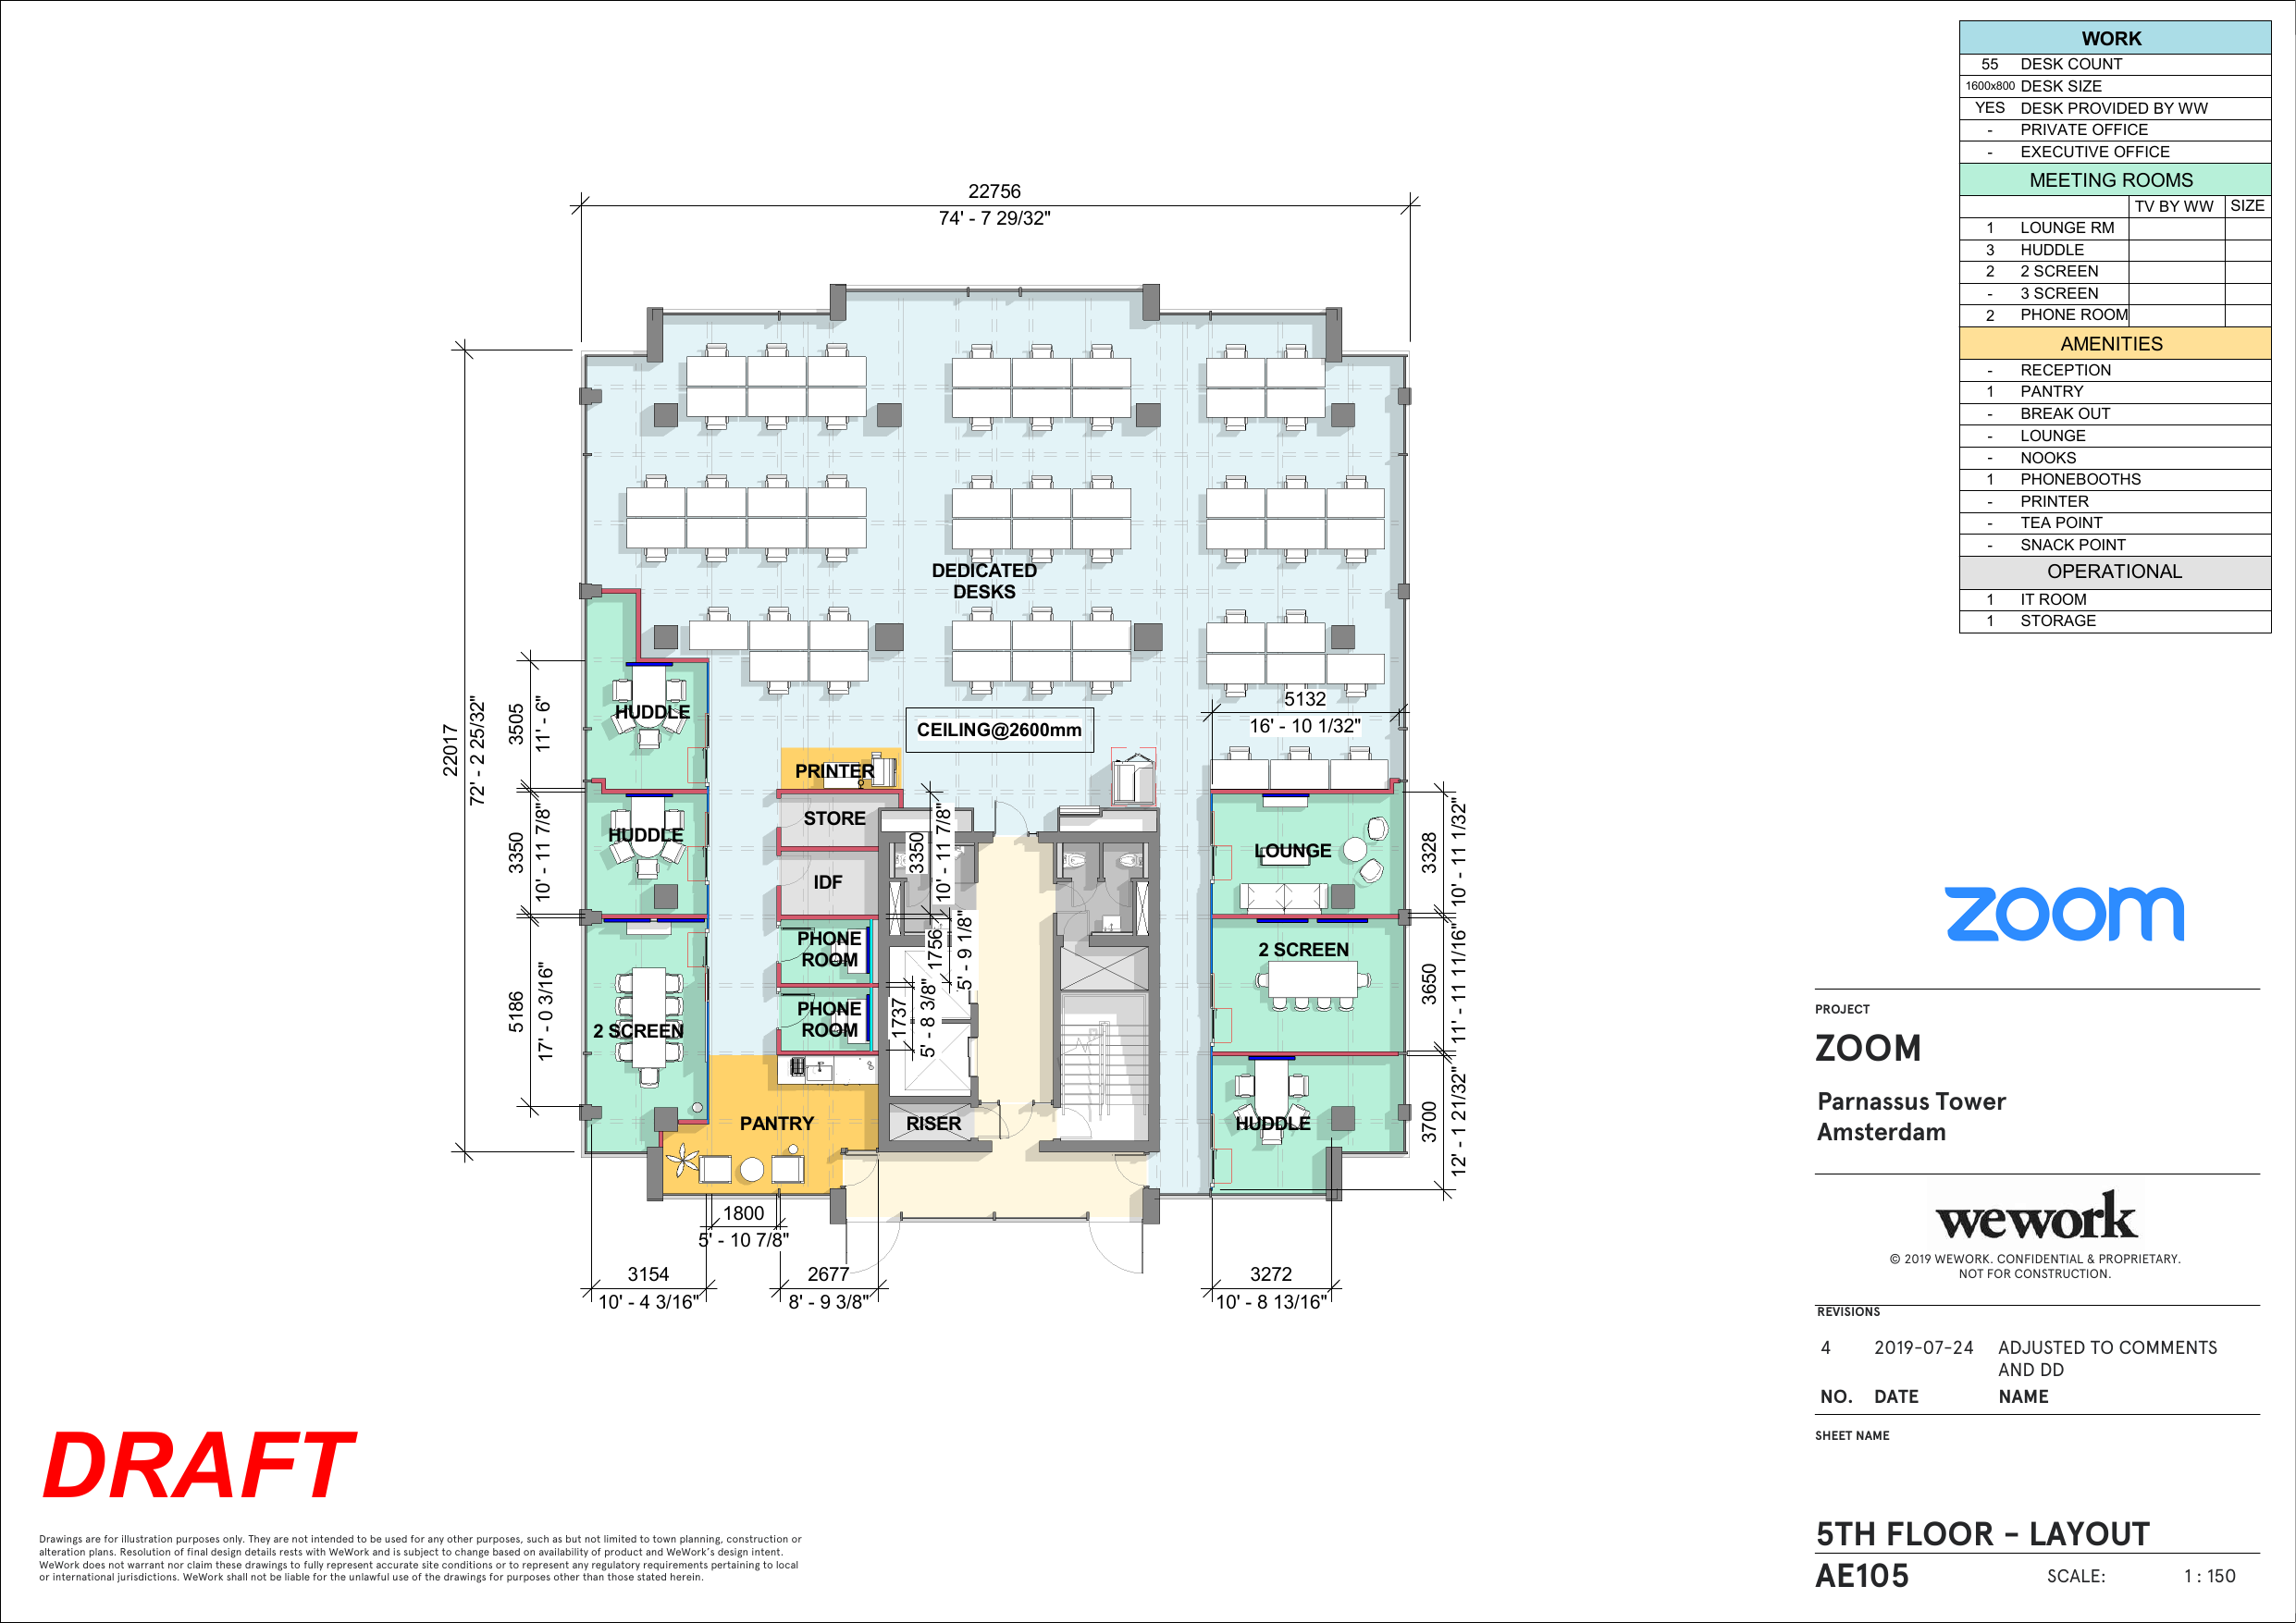 WORK
55 DESK COUNT
1600x800 DESK SIZE
YES DESK PROVIDED BY WW
- PRIVATE OFFICE
- EXECUTIVE OFFICE
MEETING ROOMS
TV BY WW SIZE
1 LOUNGE RM
3 HUDDLE
2 2 SCREEN
- 3 SCREEN
2 PHONE ROOM
AMENITIES
- RECEPTION
1 PANTRY
- BREAK OUT
- LOUNGE
- NOOKS
1 PHONEBOOTHS
- PRINTER
- TEA POINT
- SNACK POINT
OPERATIONAL
1 IT ROOM
1 STORAGE
22756
74' - 7 29/32"
22017
72' - 2 25/32"
DEDICATED
DESKS
3505
11' - 6"
HUDDLE
CEILING@2600mm
5132
16' - 10 1/32"
PRINTER
3350
10' - 11 7/8"
HUDDLE
STORE
3350
10' - 11 7/8"
LOUNGE
3328
10' - 11 1/32"
IDF
PHONE
ROOM
1756
5' - 9 1/8"
2 SCREEN
3650
11' - 11 11/16"
5186
17' - 0 3/16"
2 SCREEN
PHONE
ROOM
1737
5' - 8 3/8"
PANTRY
RISER
HUDDLE
3700
12' - 1 21/32"
1800
5' - 10 7/8"
3154
10' - 4 3/16"
2677
8' - 9 3/8"
3272
10' - 8 13/16"
zoom
PROJECT
ZOOM
Parnassus Tower
Amsterdam
wework
© 2019 WEWORK. CONFIDENTIAL & PROPRIETARY.
NOT FOR CONSTRUCTION.
REVISIONS
4 2019-07-24 ADJUSTED TO COMMENTS
AND DD
NO. DATE NAME
SHEET NAME
5TH FLOOR - LAYOUT
AE105 SCALE: 1 : 150
DRAFT
Drawings are for illustration purposes only. They are not intended to be used for any other purposes, such as but not limited to town planning, construction or
alteration plans. Resolution of final design details rests with WeWork and is subject to change based on availability of product and WeWork's design intent.
WeWork does not warrant nor claim these drawings to fully represent accurate site conditions or to represent any regulatory requirements pertaining to local
or international jurisdictions. WeWork shall not be liable for the unlawful use of the drawings for purposes other than those stated herein.